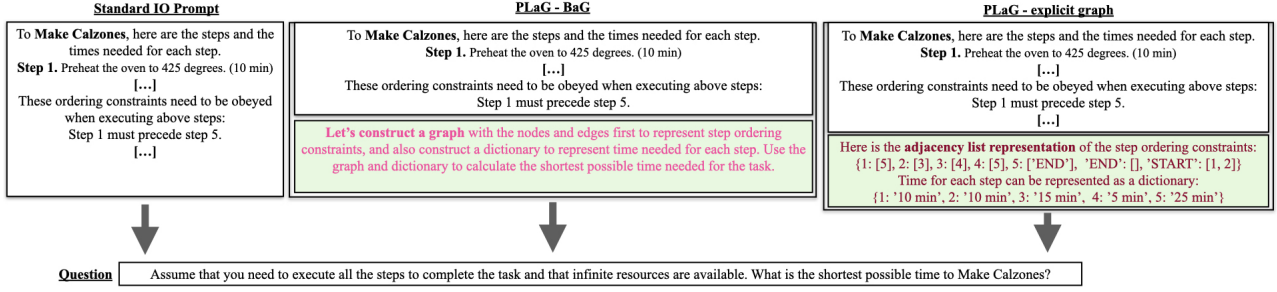 Standard IO Prompt
To Make Calzones, here are the steps and the
times needed for each step.
Step 1. Preheat the oven to 425 degrees. (10 min)
[…]
These ordering constraints need to be obeyed
when executing above steps:
Step 1 must precede step 5.
[…]
PLaG - BaG
To Make Calzones, here are the steps and the times needed for each step.
Step 1. Preheat the oven to 425 degrees. (10 min)
[…]
These ordering constraints need to be obeyed when executing above steps:
Step 1 must precede step 5.
Let's construct a graph with the nodes and edges first to represent step ordering
constraints, and also construct a dictionary to represent time needed for each step. Use the
graph and dictionary to calculate the shortest possible time needed for the task.
PLaG - explicit graph
To Make Calzones, here are the steps and the times needed for each step.
Step 1. Preheat the oven to 425 degrees. (10 min)
[…]
These ordering constraints need to be obeyed when executing above steps:
Step 1 must precede step 5.
[…]
Here is the adjacency list representation of the step ordering constraints:
{1: [5], 2: [3], 3: [4], 4: [5], 5: ['END'], 'END': [], 'START': [1, 2]}
Time for each step can be represented as a dictionary:
{1: '10 min', 2: '10 min', 3: '15 min', 4: '5 min', 5: '25 min'}
Question
Assume that you need to execute all the steps to complete the task and that infinite resources are available. What is the shortest possible time to Make Calzones?